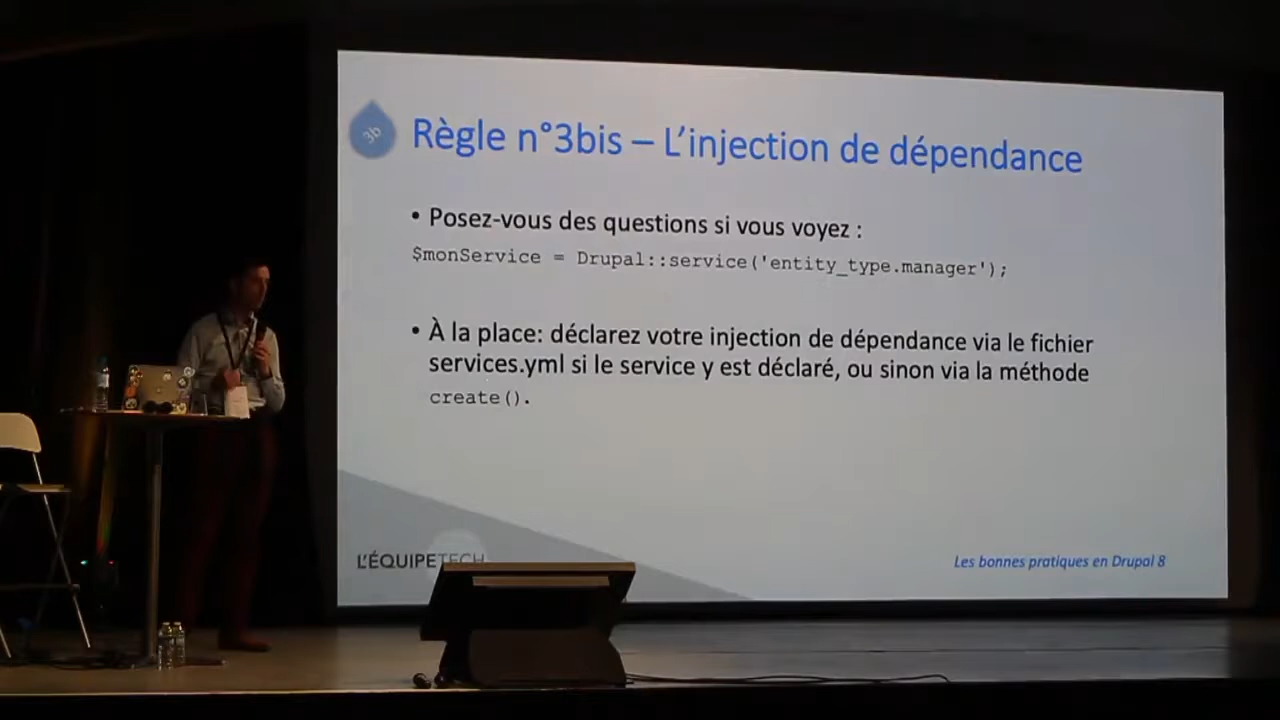 3b
Règle n°3bis – L'injection de dépendance
• Posez-vous des questions si vous voyez :
$monService = Drupal::service('entity_type.manager');
• À la place: déclarez votre injection de dépendance via le fichier
services.yml si le service y est déclaré, ou sinon via la méthode
create().
L'ÉQUIPETECH
Les bonnes pratiques en Drupal 8